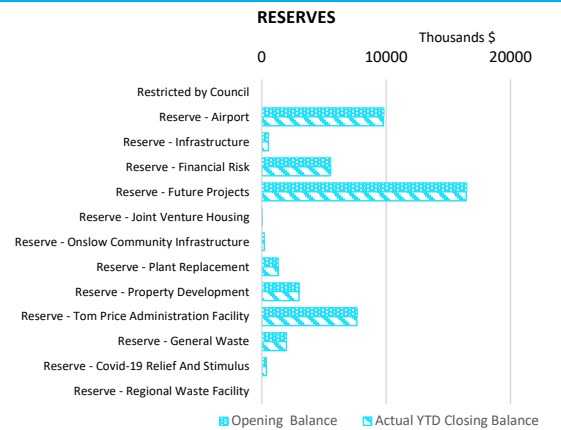 RESERVES
Thousands $
0 10000 20000
Restricted by Council
Reserve - Airport
Reserve - Infrastructure
Reserve - Financial Risk
Reserve - Future Projects
Reserve - Joint Venture Housing
Reserve - Onslow Community Infrastructure
Reserve - Plant Replacement
Reserve - Property Development
Reserve - Tom Price Administration Facility
Reserve - General Waste
Reserve - Covid-19 Relief And Stimulus
Reserve - Regional Waste Facility
Opening Balance Actual YTD Closing Balance